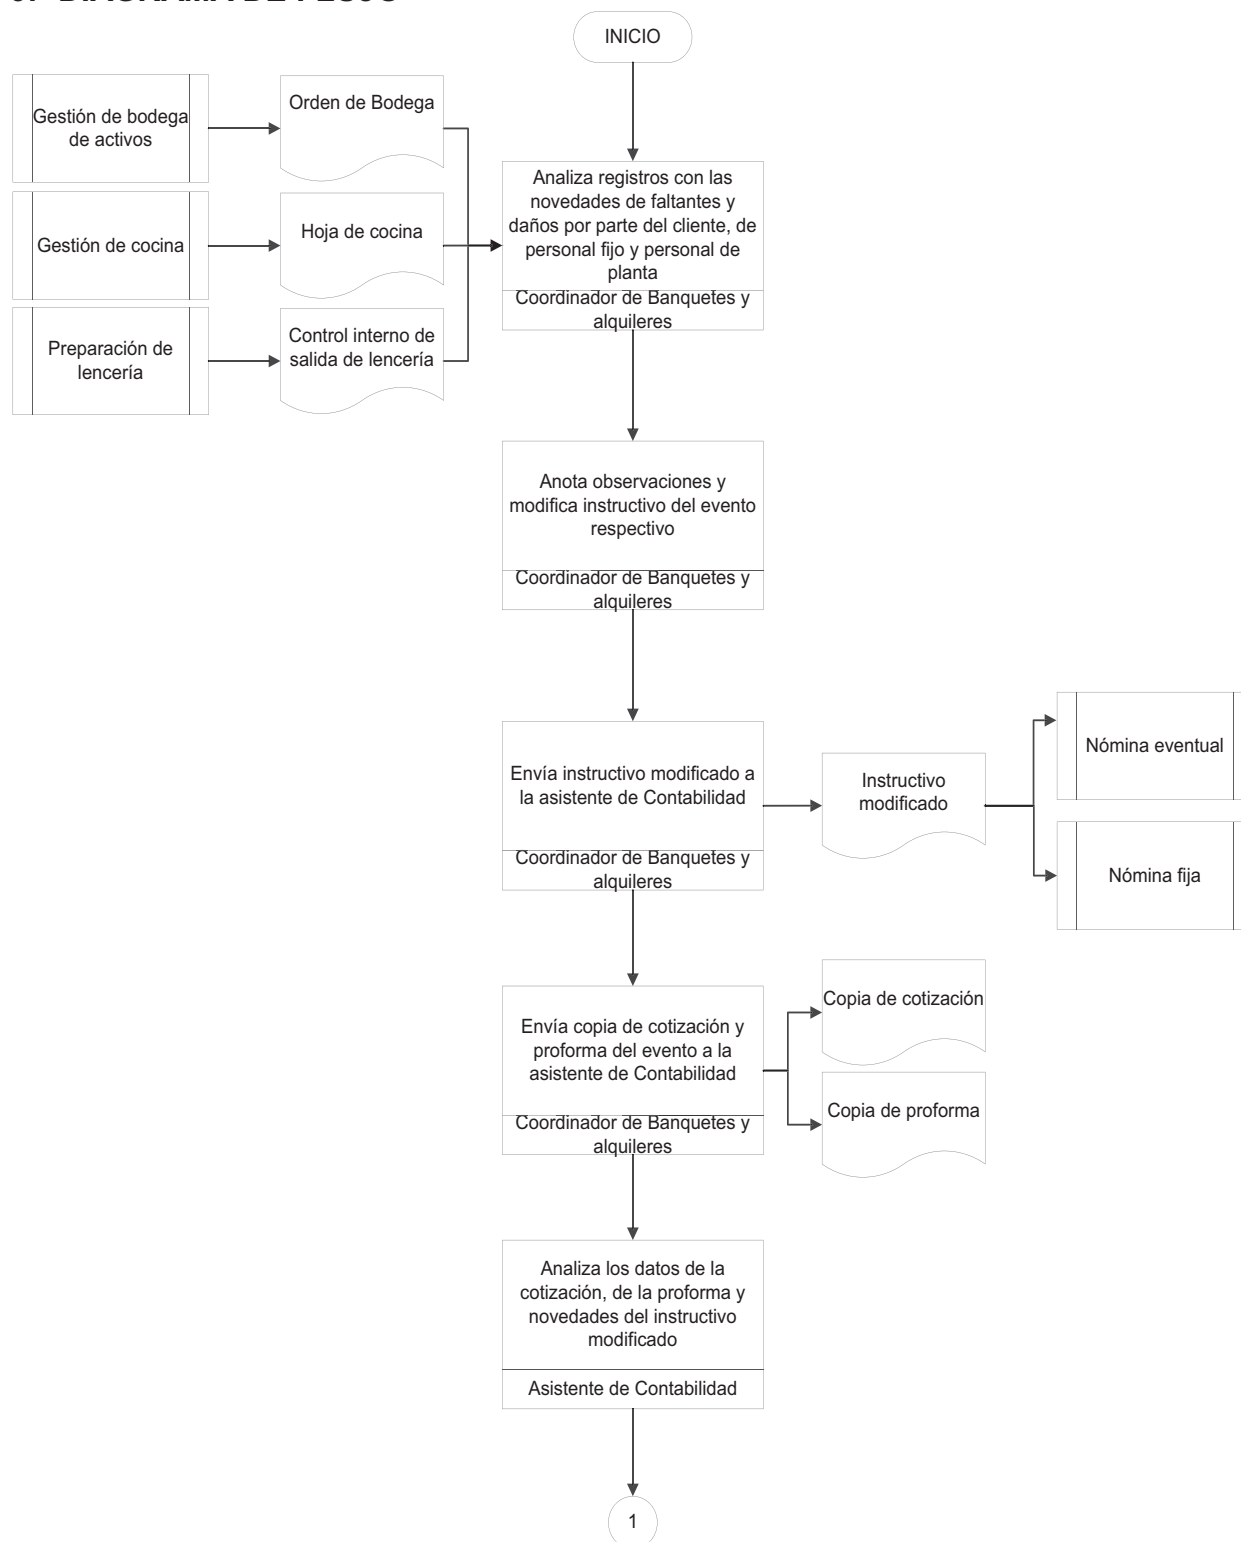 INICIO
Gestión de bodega
de activos
Orden de Bodega
Gestión de cocina
Hoja de cocina
Preparación de
lencería
Control interno de
salida de lencería
Analiza registros con las
novedades de faltantes y
daños por parte del cliente, de
personal fijo y personal de
planta
Coordinador de Banquetes y
alquileres
Anota observaciones y
modifica instructivo del evento
respectivo
Coordinador de Banquetes y
alquileres
Envía instructivo modificado a
la asistente de Contabilidad
Coordinador de Banquetes y
alquileres
Instructivo
modificado
Nómina eventual
Nómina fija
Envía copia de cotización y
proforma del evento a la
asistente de Contabilidad
Coordinador de Banquetes y
alquileres
Copia de cotización
Copia de proforma
Analiza los datos de la
cotización, de la proforma y
novedades del instructivo
modificado
Asistente de Contabilidad
1